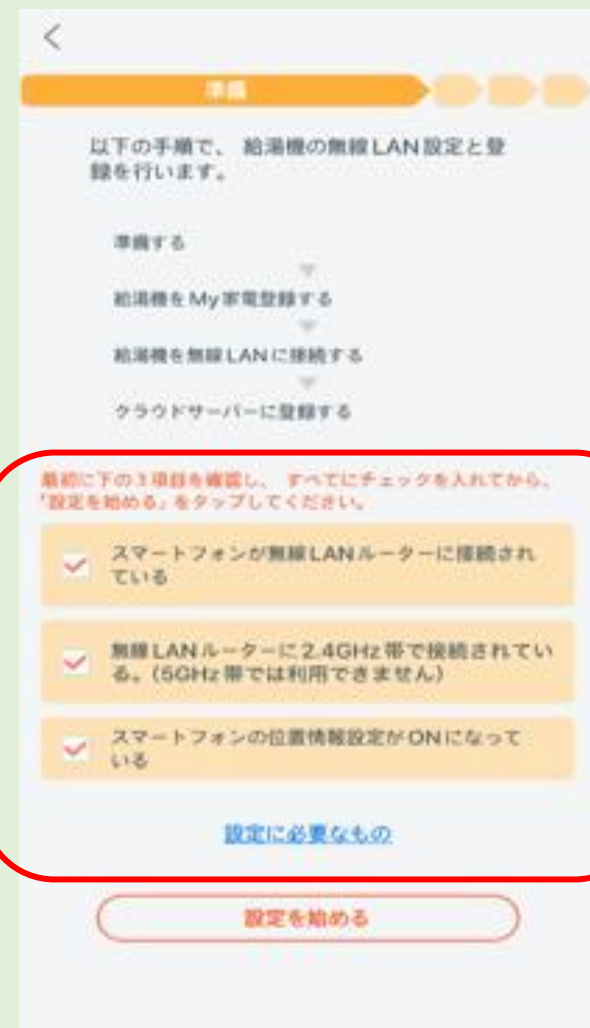 準備
以下の手順で、 給湯機の無線LAN設定と登
録を行います。
準備する
給湯機をMy家電登録する
給湯機を無線LANに接続する
クラウドサーバーに登録する
最初に下の3項目を確認し、 すべてにチェックを入れてから、
「設定を始める」をタップしてください。
スマートフォンが無線LANルーターに接続され
ている
無線LANルーターに2.4GHz帯で接続されてい
る。(5GHz帯では利用できません)
スマートフォンの位置情報設定がONになって
いる
設定に必要なもの
設定を始める